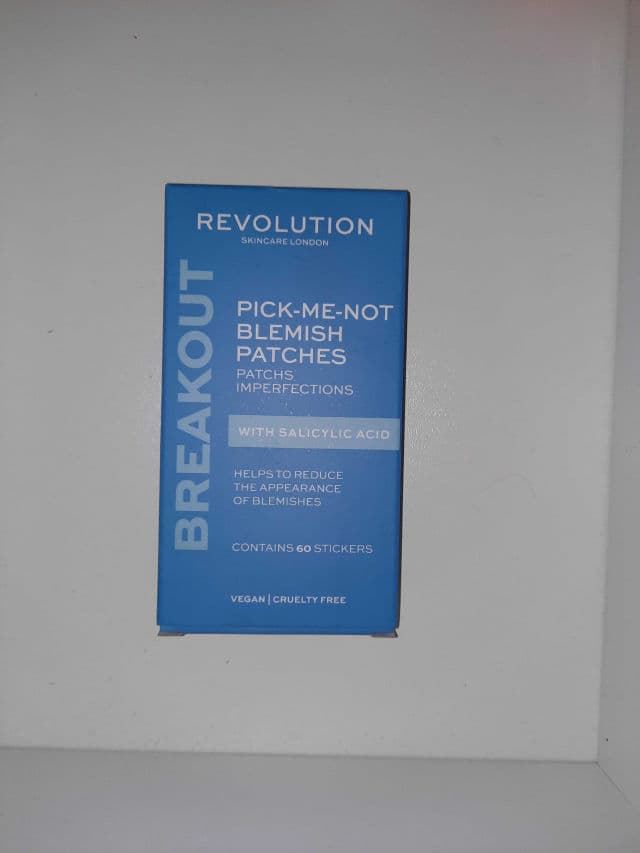 REVOLUTION
SKINCARE LONDON
BREAKOUT
PICK-ME-NOT
BLEMISH
PATCHES
PATCHS
IMPERFECTIONS
WITH SALICYLIC ACID
HELPS TO REDUCE
THE APPEARANCE
OF BLEMISHES
CONTAINS 60 STICKERS
VEGAN | CRUELTY FREE